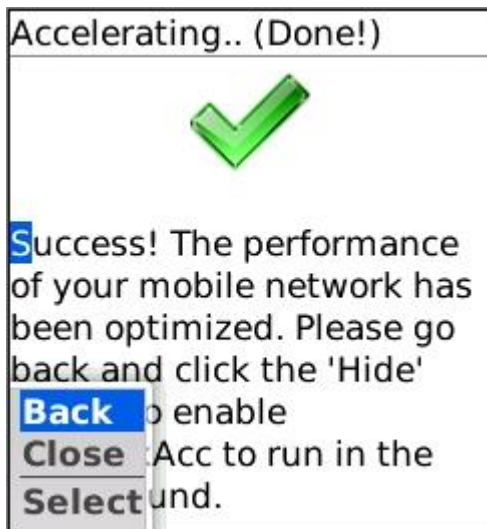 Accelerating.. (Done!)
Success! The performance
of your mobile network has
been optimized. Please go
back and click the 'Hide'
enable
Acc to run in the
Back
Close
Select